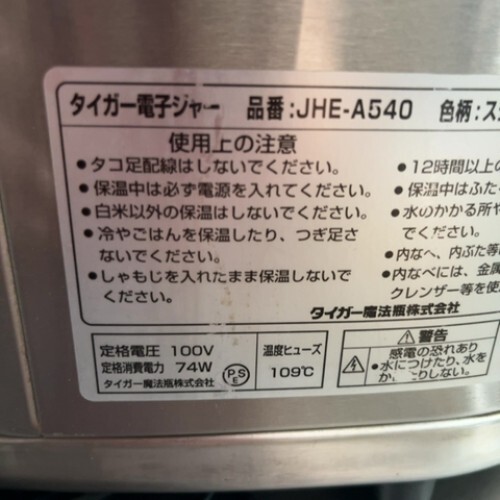 タイガー電子ジャー 品番:JHE-A540 色柄:ス
使用上の注意
●タコ足配線はしないでください。
●保温中は必ず電源を入れてください。
●白米以外の保温はしないでください。
●冷やごはんを保温したり、つぎ足さ
ないでください。
●しゃもじを入れたまま保温しないで
ください。
●12時間以上の
●保温中はふた
●水のかかる所や
でください。
●内なべ、内ぶた等
●内なべには、金属
クレンザー等を使
タイガー魔法瓶株式会社
定格電圧 100V
定格消費電力 74W
タイガー魔法瓶株式会社
PSE
温度ヒューズ
109℃
警告
感電の恐れあり
●水につけたり、水を
りしない。